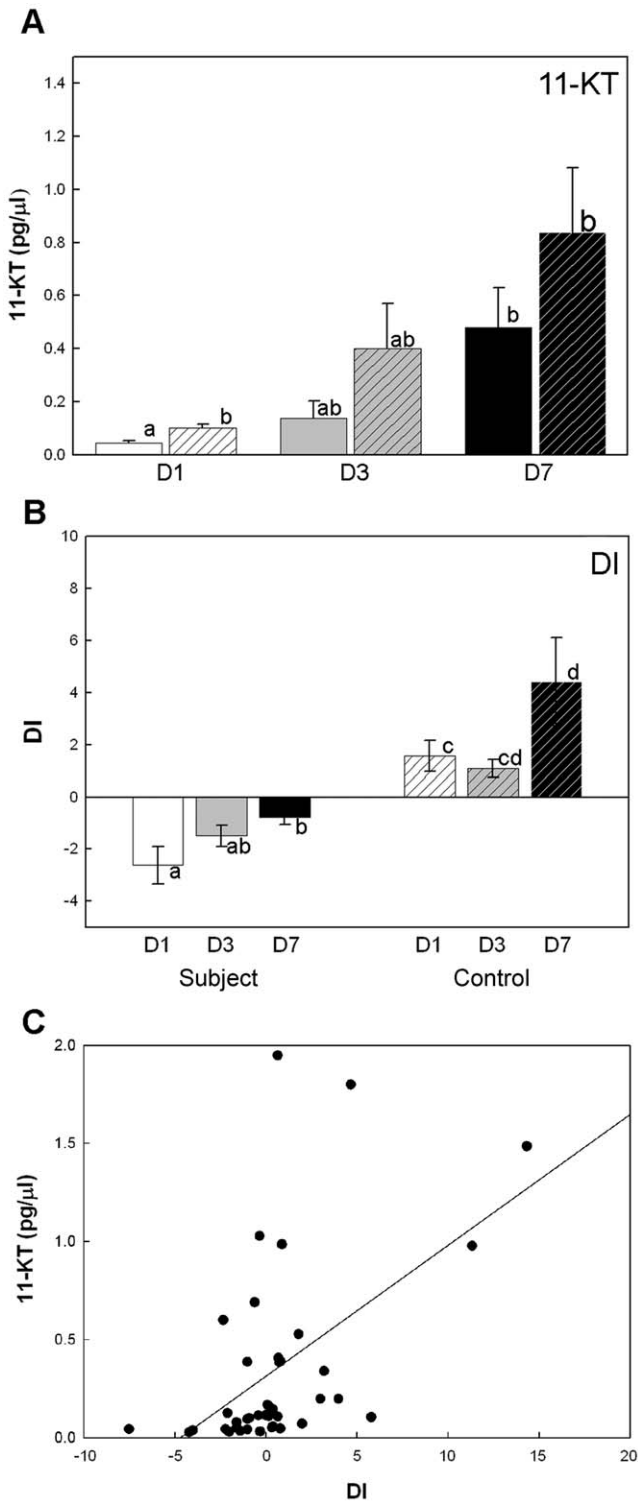 A
11-KT
1.4
1.2
1.0
0.8
0.6
0.4
0.2
0.0
11-KT (pg/µl)
a
b
ab
ab
b
b
D1
D3
D7
B
DI
10
8
6
4
2
0
-2
-4
DI
a
ab
b
c
cd
d
D1
D3
D7
D1
D3
D7
Subject
Control
C
2.0
1.5
1.0
0.5
0.0
11-KT (pg/µl)
-10
-5
0
5
10
15
20
DI